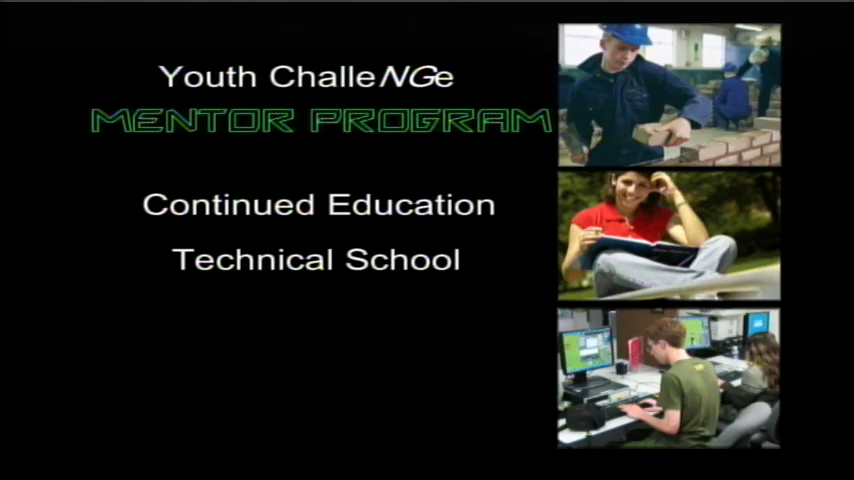 Youth ChalleNGe
MENTOR PROGRAM
Continued Education
Technical School